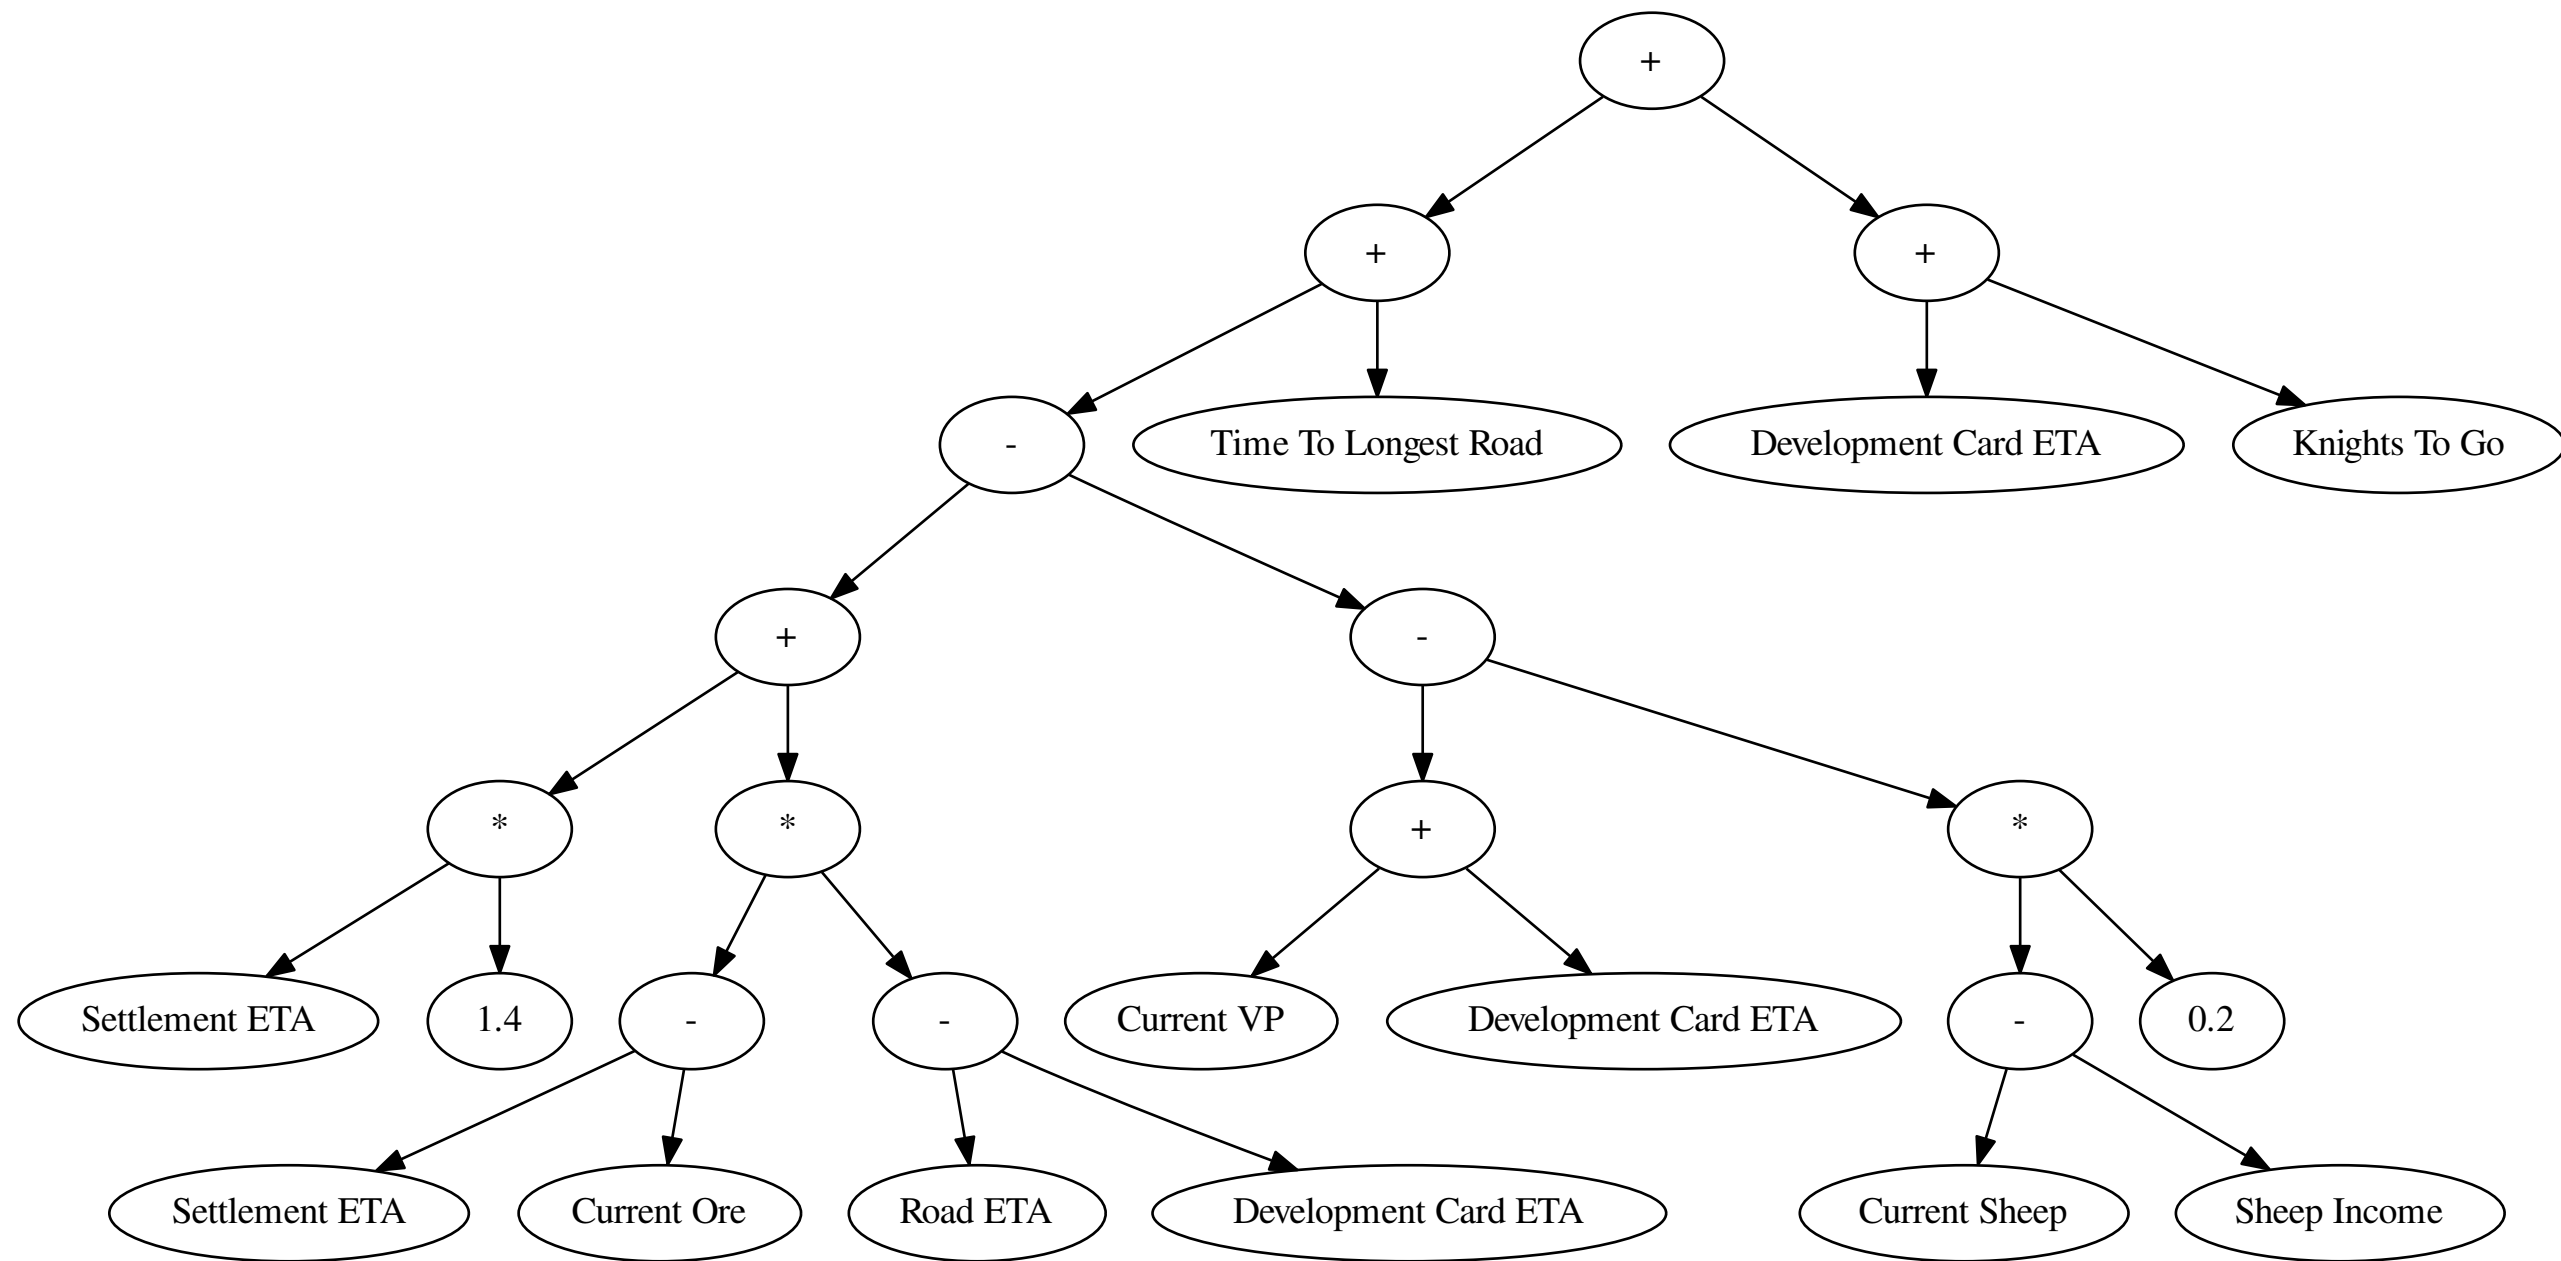 +
+
+
-
Time To Longest Road
Development Card ETA
Knights To Go
+
-
*
*
+
*
Settlement ETA
1.4
-
-
Current VP
Development Card ETA
-
0.2
Settlement ETA
Current Ore
Road ETA
Development Card ETA
Current Sheep
Sheep Income